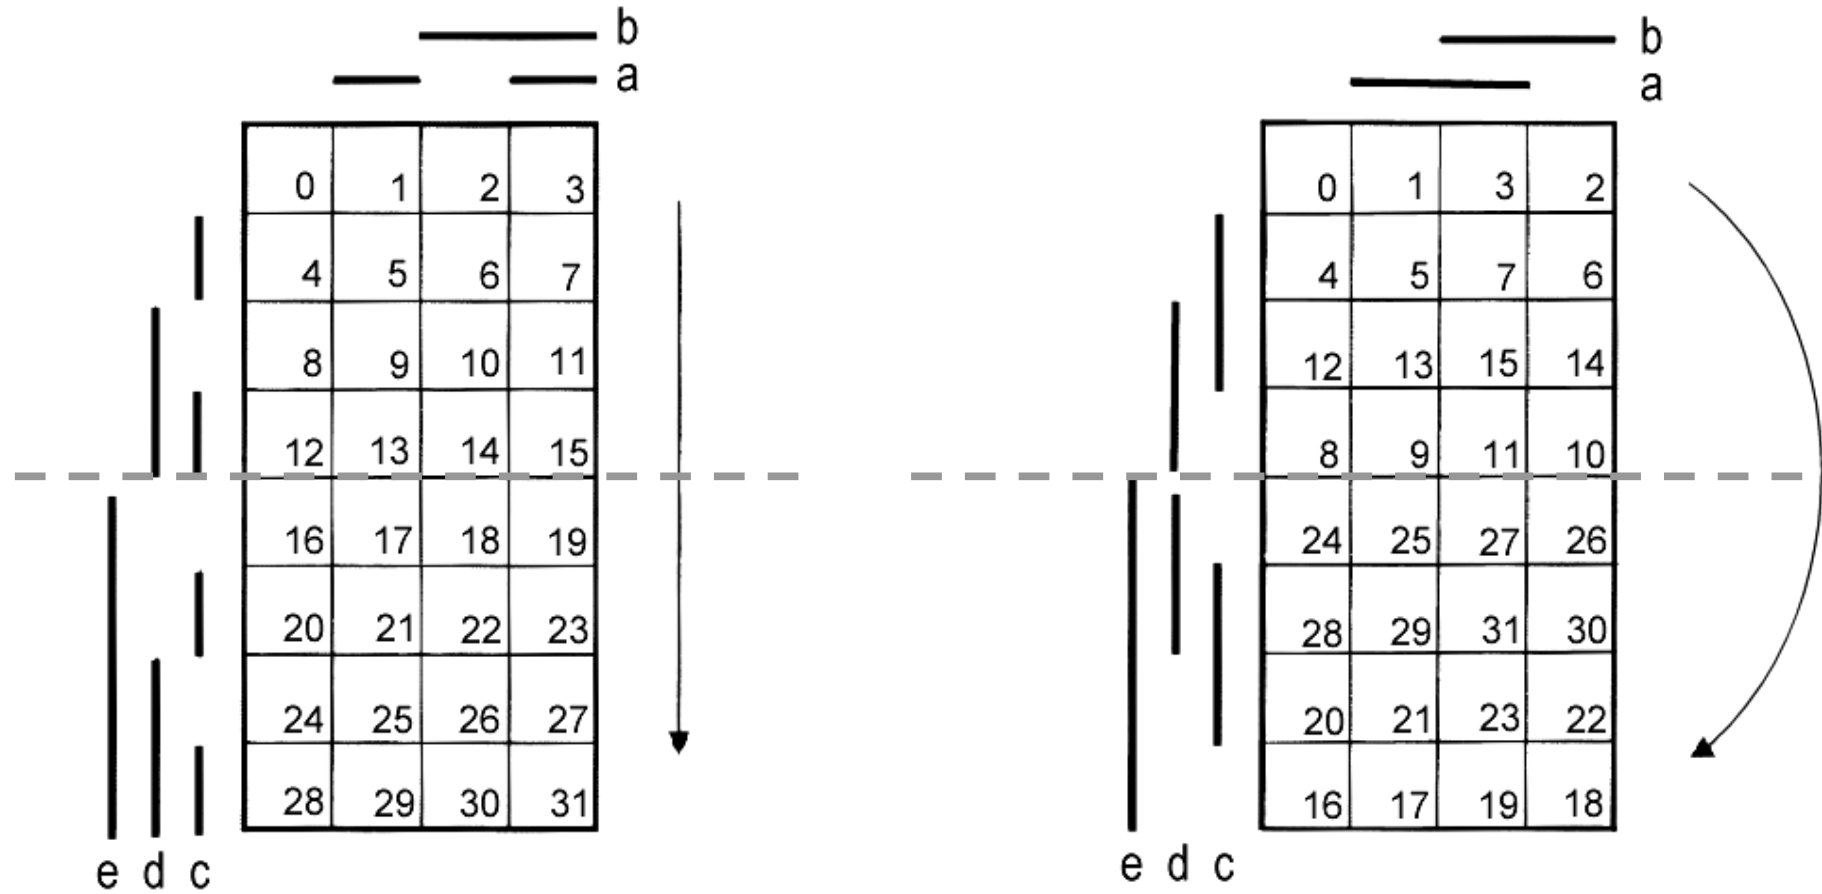 b
a
0 1 2 3
4 5 6 7
8 9 10 11
12 13 14 15
16 17 18 19
20 21 22 23
24 25 26 27
28 29 30 31
e d c
b
a
0 1 3 2
4 5 7 6
12 13 15 14
8 9 11 10
24 25 27 26
28 29 31 30
20 21 23 22
16 17 19 18
e d c